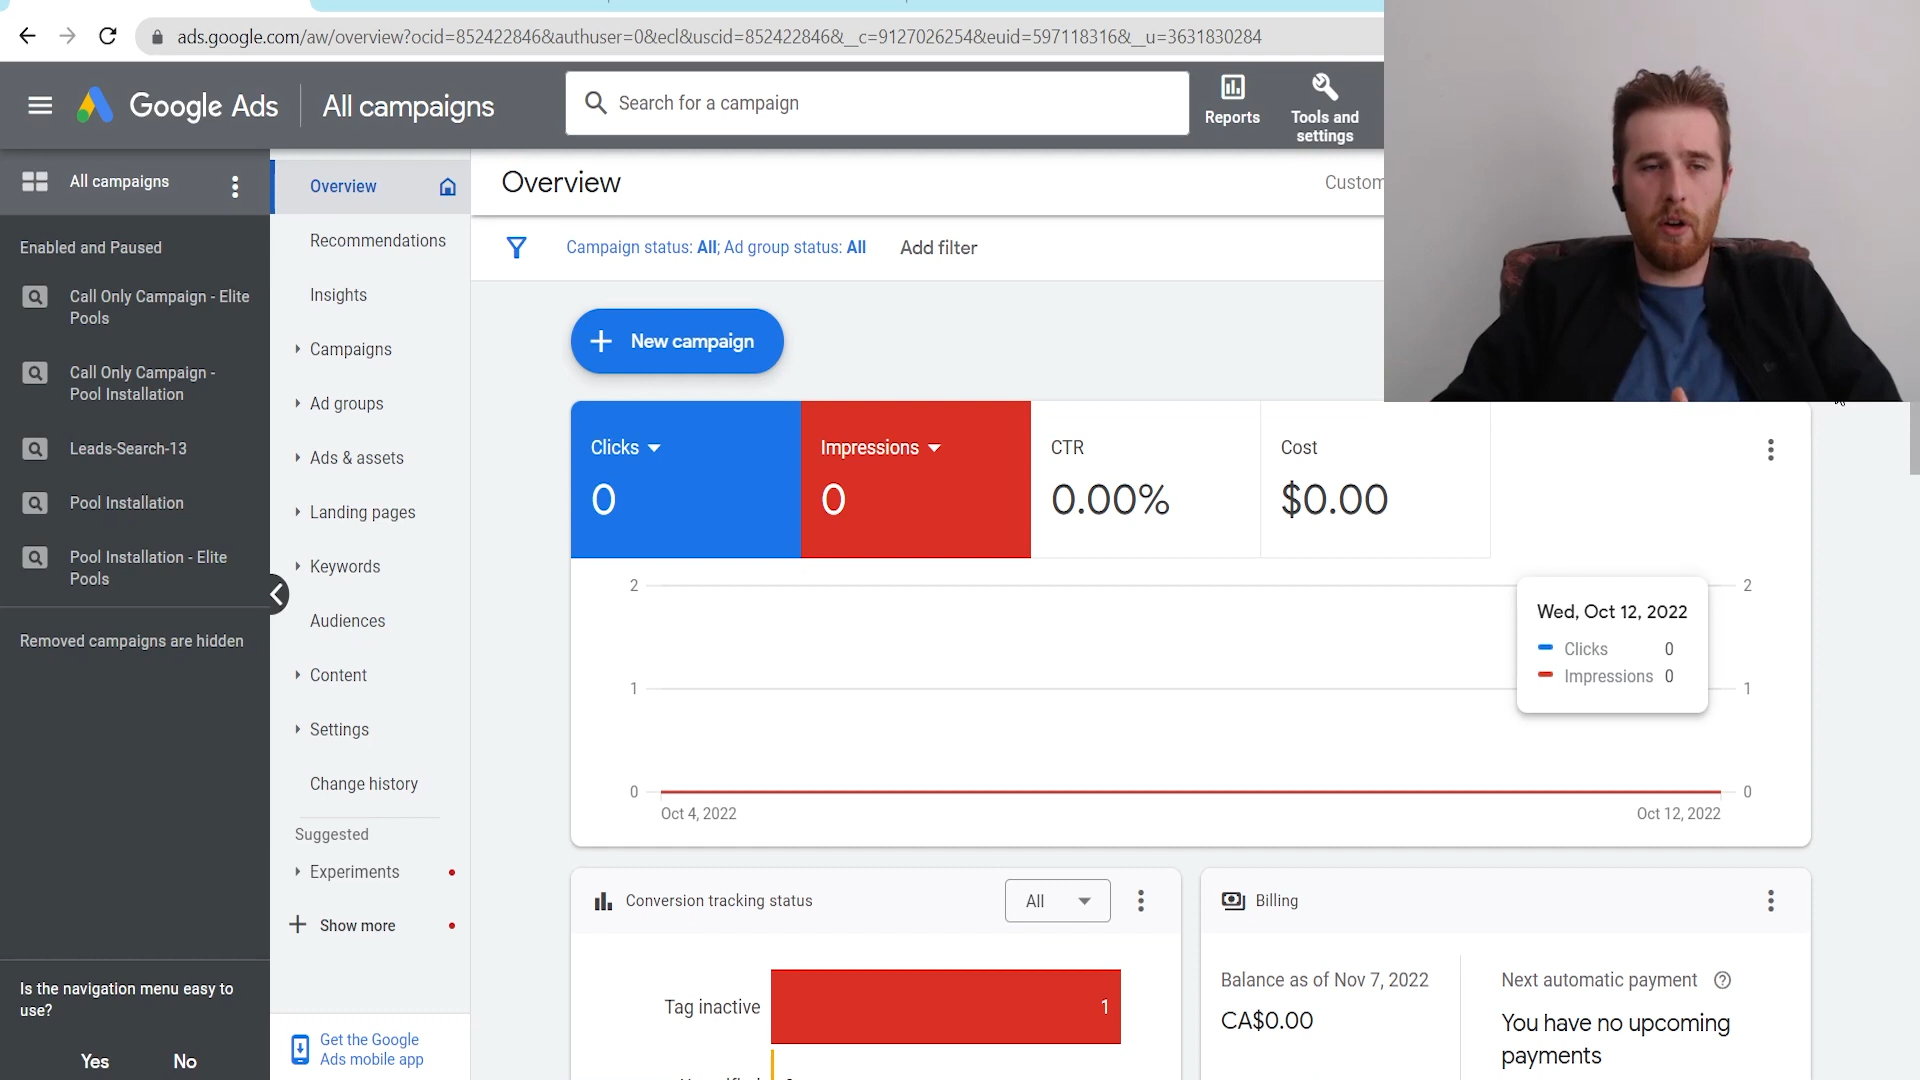 ads.google.com/aw/overview?ocid=852422846&authuser=0&ecl&uscid=852422846&__c=9127026254&euid=597118316&__u=3631830284
Google Ads
All campaigns
Search for a campaign
Reports
Tools and
settings
All campaigns
Enabled and Paused
Call Only Campaign - Elite
Pools
Call Only Campaign -
Pool Installation
Leads-Search-13
Pool Installation
Pool Installation - Elite
Pools
Removed campaigns are hidden
Is the navigation menu easy to
use?
Yes
No
Overview
Recommendations
Insights
Campaigns
Ad groups
Ads & assets
Landing pages
Keywords
Audiences
Content
Settings
Change history
Suggested
Experiments
Show more
Get the Google
Ads mobile app
Overview
Custom
Campaign status: All; Ad group status: All
Add filter
New campaign
Clicks
0
Impressions
0
CTR
0.00%
Cost
$0.00
2
2
1
1
0
0
Oct 4, 2022
Oct 12, 2022
Wed, Oct 12, 2022
Clicks 0
Impressions 0
Conversion tracking status
All
Tag inactive
1
Billing
Balance as of Nov 7, 2022
CA$0.00
Next automatic payment
You have no upcoming
payments